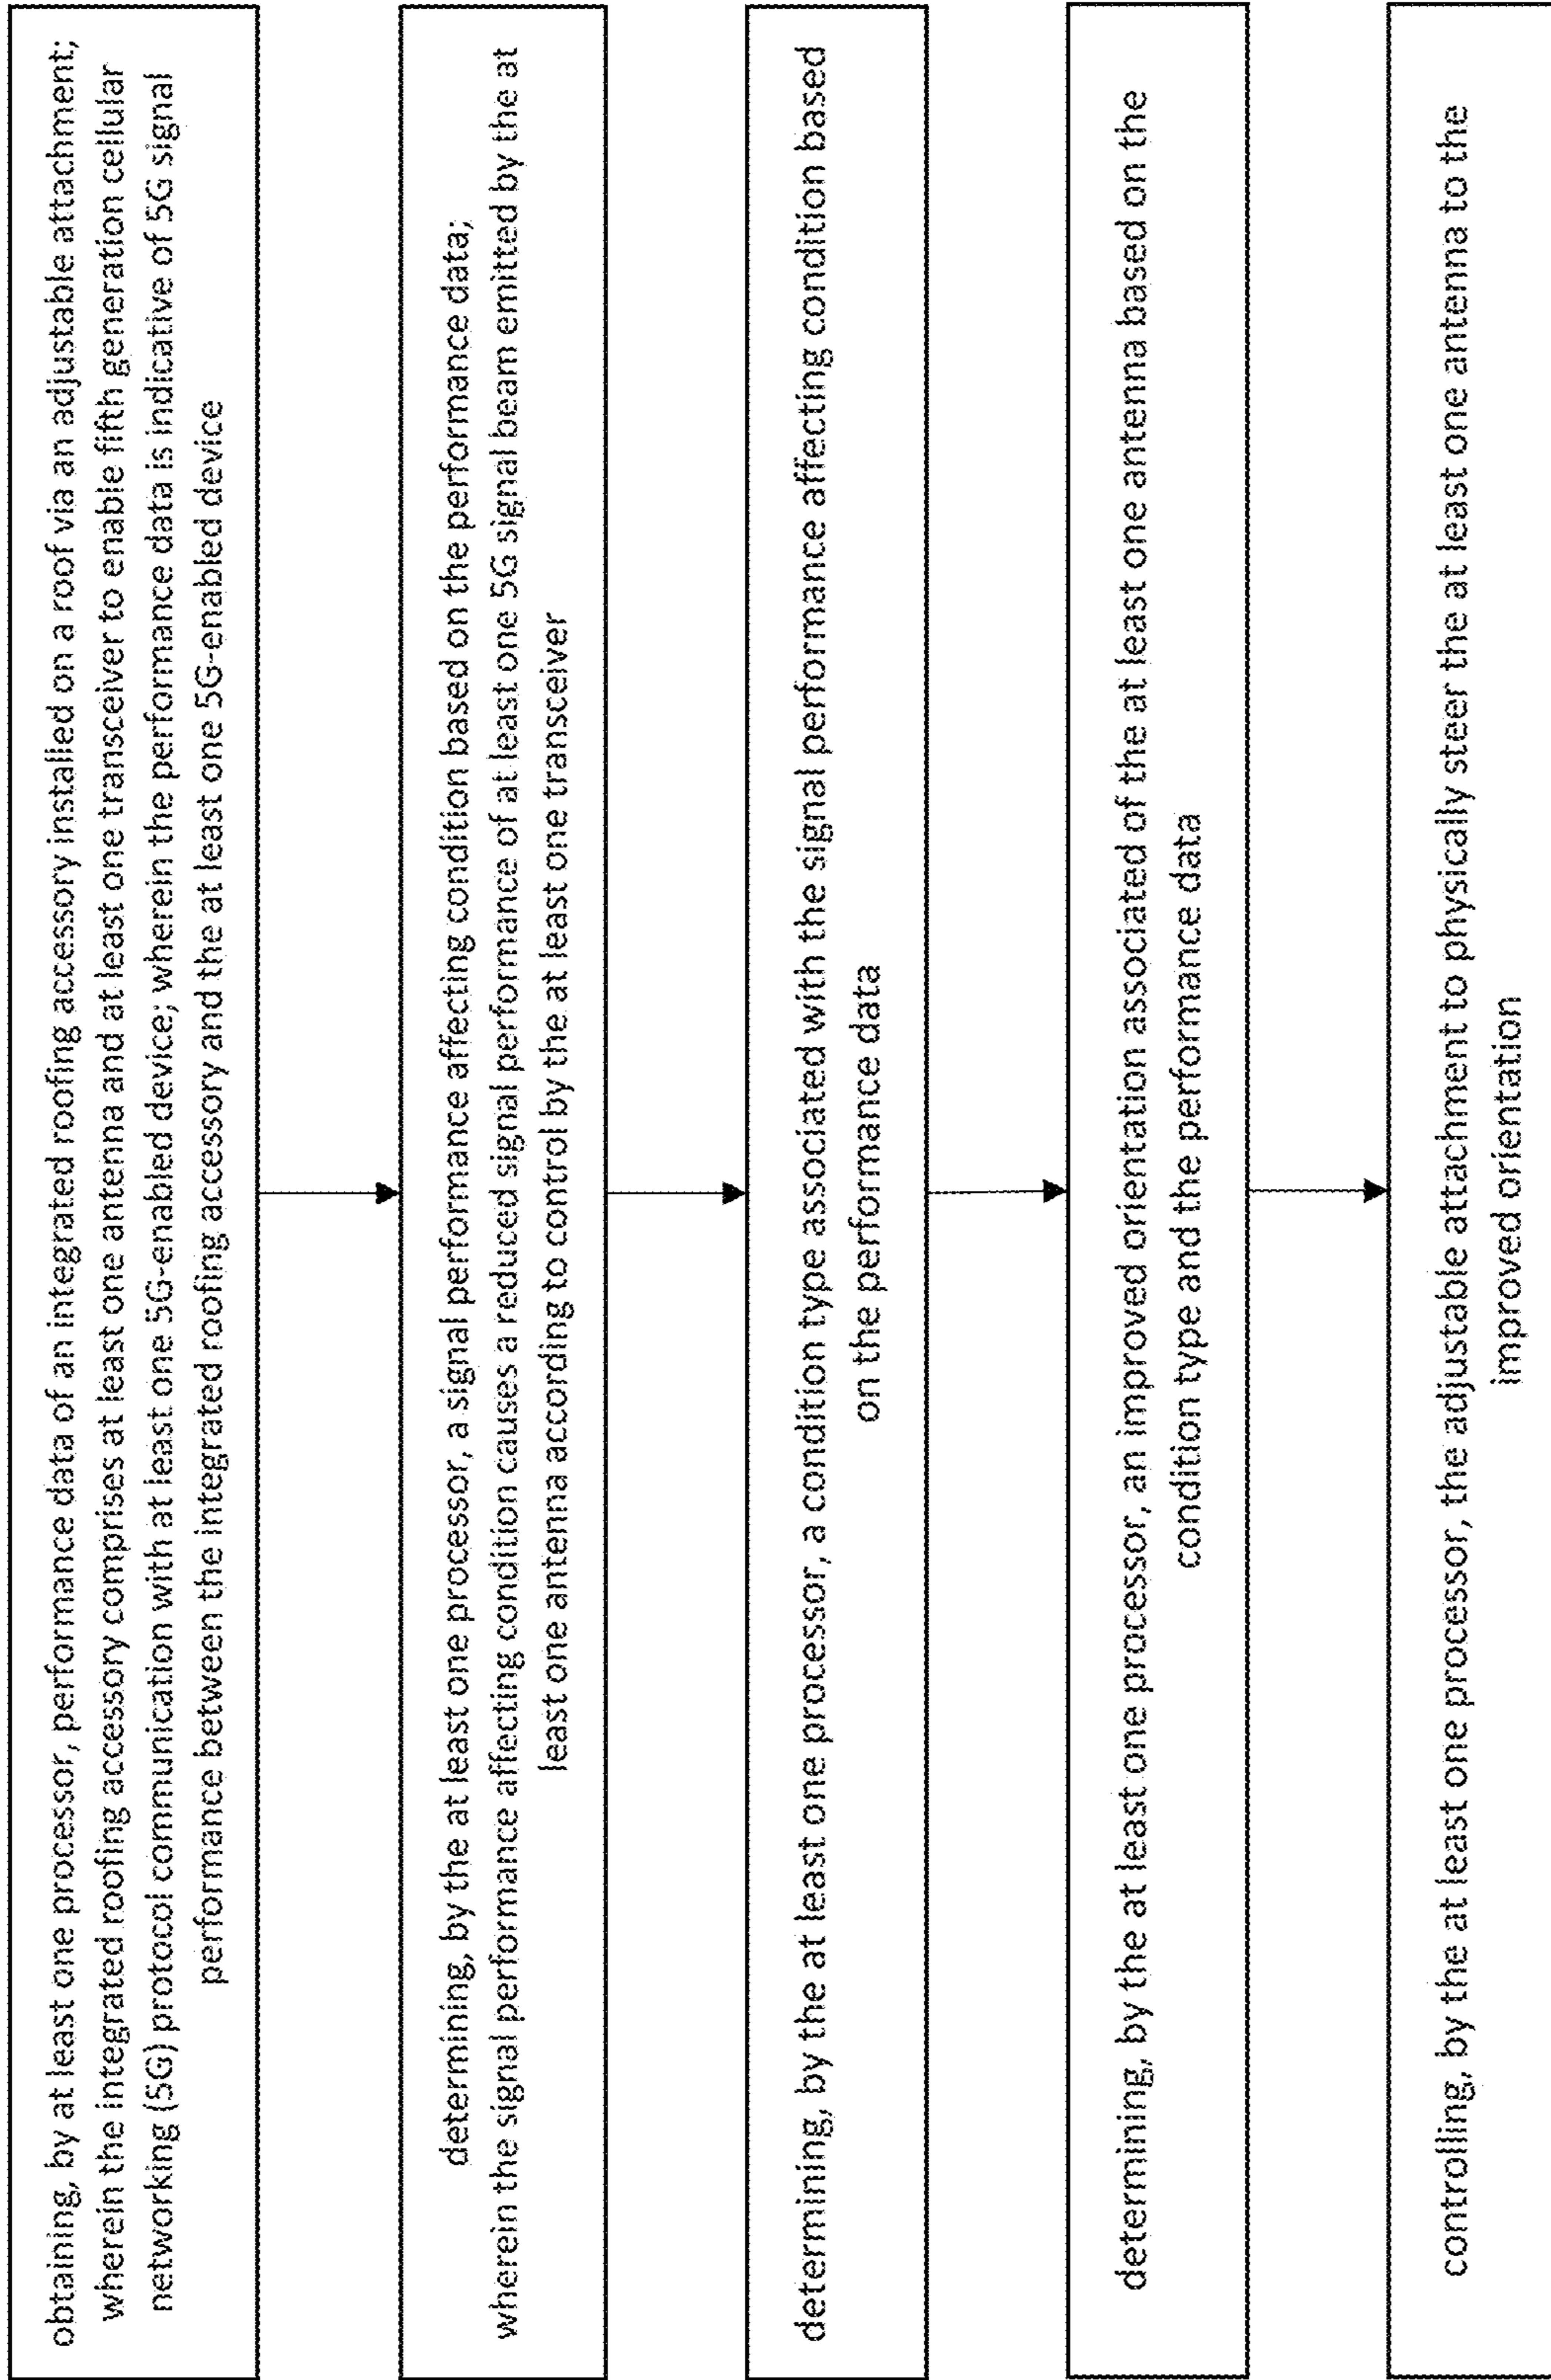 obtaining, by at least one processor, performance data of an integrated roofing accessory installed on a roof via an adjustable attachment;
wherein the integrated roofing accessory comprises at least one antenna and at least one transceiver to enable fifth generation cellular
networking (5G) protocol communication with at least one 5G-enabled device; wherein the performance data is indicative of 5G signal
performance between the integrated roofing accessory and the at least one 5G-enabled device
determining, by the at least one processor, a signal performance affecting condition based on the performance data;
wherein the signal performance affecting condition causes a reduced signal performance of at least one 5G signal beam emitted by the at
least one antenna according to control by the at least one transceiver
determining, by the at least one processor, a condition type associated with the signal performance affecting condition based
on the performance data
determining, by the at least one processor, an improved orientation associated of the at least one antenna based on the
condition type and the performance data
controlling, by the at least one processor, the adjustable attachment to physically steer the at least one antenna to the
improved orientation